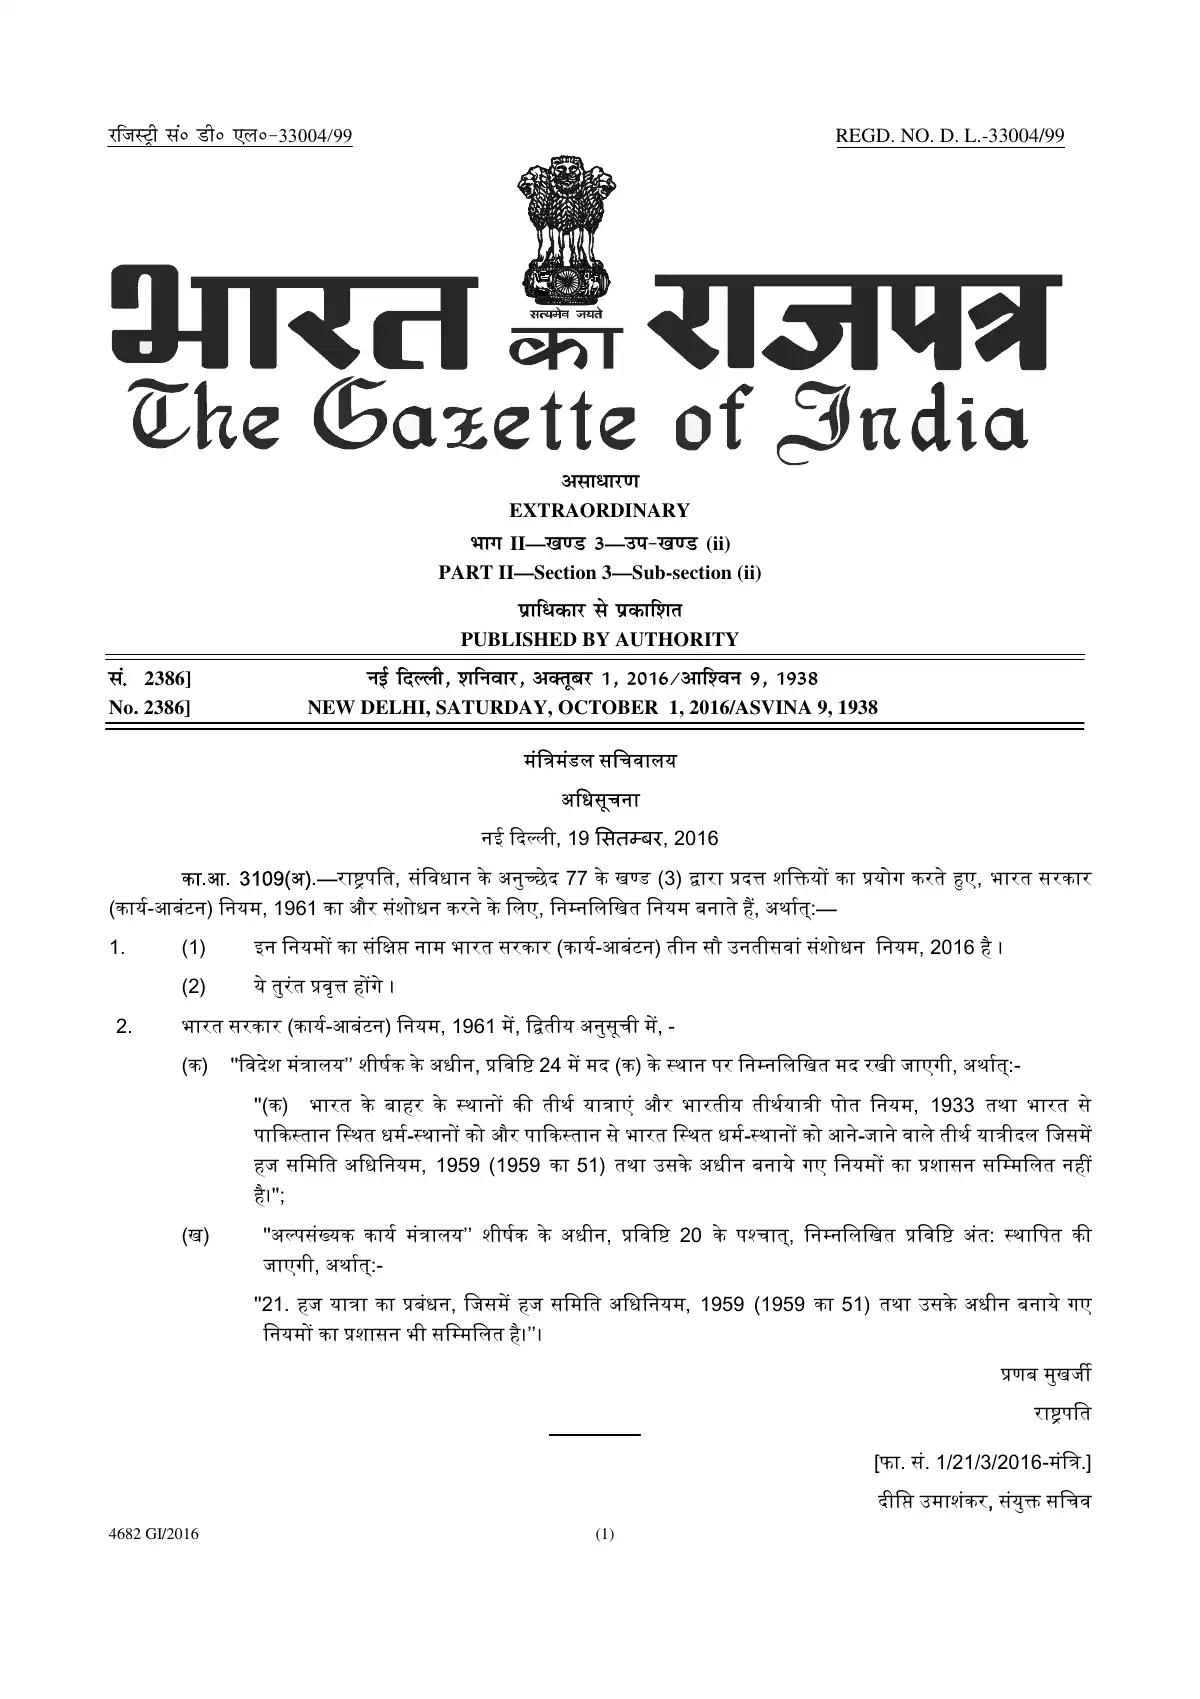 रजिस्ट्री सं० डी० एल०-33004/99
REGD. NO. D. L.-33004/99
सत्यमेव जयते
भारत का राजपत्र
The Gazette of India
असाधारण
EXTRAORDINARY
भाग II—खण्ड 3—उप-खण्ड (ii)
PART II—Section 3—Sub-section (ii)
प्राधिकार से प्रकाशित
PUBLISHED BY AUTHORITY
सं. 2386] नई दिल्ली, शनिवार, अक्तूबर 1, 2016/आश्विन 9, 1938
No. 2386] NEW DELHI, SATURDAY, OCTOBER 1, 2016/ASVINA 9, 1938
मंत्रिमंडल सचिवालय
अधिसूचना
नई दिल्ली, 19 सितम्बर, 2016
का.आ. 3109(अ).—राष्ट्रपति, संविधान के अनुच्छेद 77 के खण्ड (3) द्वारा प्रदत्त शक्तियों का प्रयोग करते हुए, भारत सरकार
(कार्य-आबंटन) नियम, 1961 का और संशोधन करने के लिए, निम्नलिखित नियम बनाते हैं, अर्थात्:—
1. (1) इन नियमों का संक्षिप्त नाम भारत सरकार (कार्य-आबंटन) तीन सौ उनतीसवां संशोधन नियम, 2016 है ।
(2) ये तुरंत प्रवृत्त होंगे ।
2. भारत सरकार (कार्य-आबंटन) नियम, 1961 में, द्वितीय अनुसूची में, -
(क) "विदेश मंत्रालय’’ शीर्षक के अधीन, प्रविष्टि 24 में मद (क) के स्थान पर निम्नलिखित मद रखी जाएगी, अर्थात्:-
"(क) भारत के बाहर के स्थानों की तीर्थ यात्राएं और भारतीय तीर्थयात्री पोत नियम, 1933 तथा भारत से
पाकिस्तान स्थित धर्म-स्थानों को और पाकिस्तान से भारत स्थित धर्म-स्थानों को आने-जाने वाले तीर्थ यात्रीदल जिसमें
हज समिति अधिनियम, 1959 (1959 का 51) तथा उसके अधीन बनाये गए नियमों का प्रशासन सम्मिलित नहीं
है।";
(ख) "अल्पसंख्यक कार्य मंत्रालय’’ शीर्षक के अधीन, प्रविष्टि 20 के पश्चात्, निम्नलिखित प्रविष्टि अंत: स्थापित की
जाएगी, अर्थात्:-
"21. हज यात्रा का प्रबंधन, जिसमें हज समिति अधिनियम, 1959 (1959 का 51) तथा उसके अधीन बनाये गए
नियमों का प्रशासन भी सम्मिलित है।’’।
प्रणब मुखर्जी
राष्ट्रपति
[फा. सं. 1/21/3/2016-मंत्रि.]
दीप्ति उमाशंकर, संयुक्त सचिव
4682 GI/2016 (1)